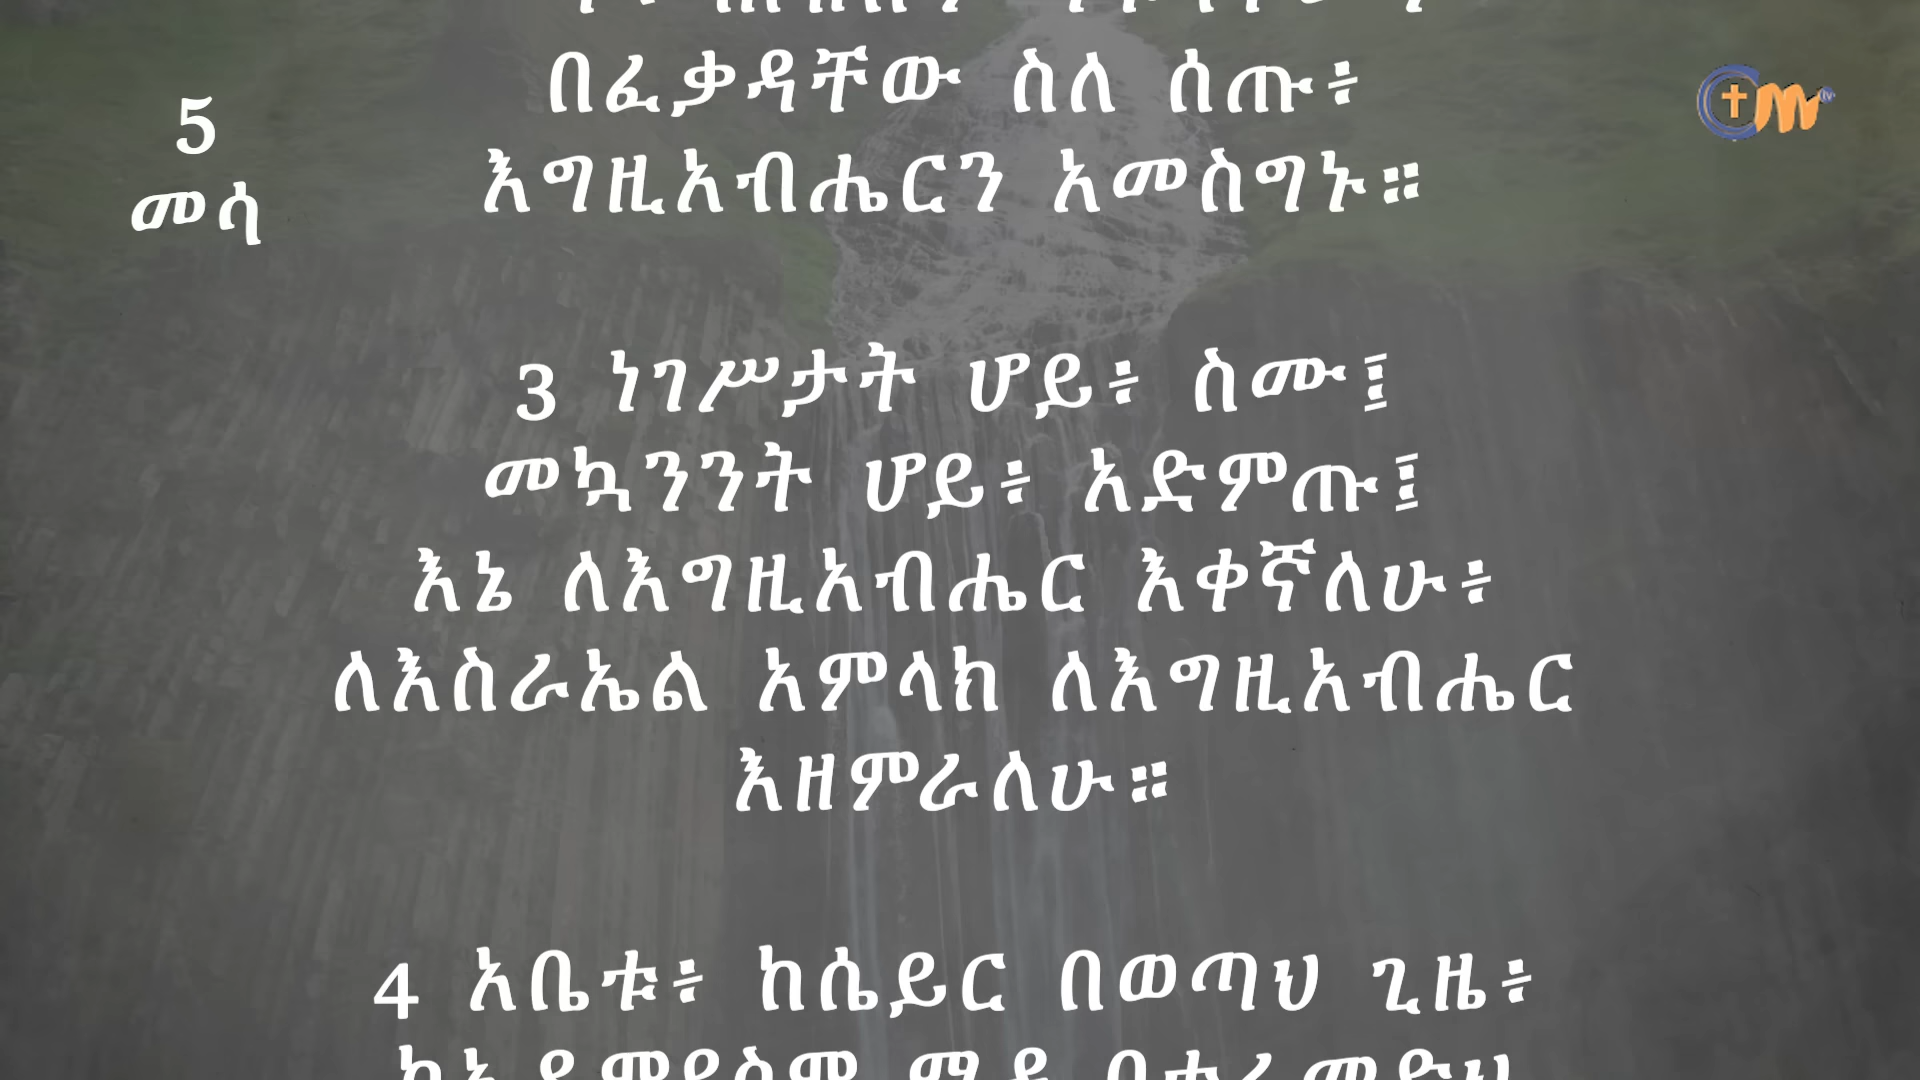 በፈቃዳቸው ስለ ሰጡ፥
እግዚአብሔርን አመስግኑ።
5
መሳ
3 ነገሥታት ሆይ፥ ስሙ፤
መኳንንት ሆይ፥ አድምጡ፤
እኔ ለእግዚአብሔር እቀኛለሁ፥
ለእስራኤል አምላክ ለእግዚአብሔር
እዘምራለሁ።
4 አቤቱ፥ ከሴይር በወጣህ ጊዜ፥